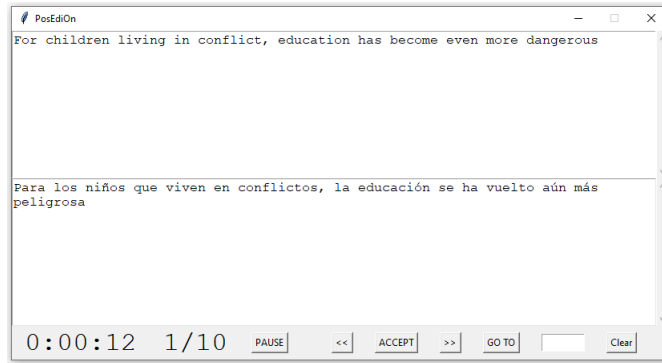 PosEdiOn
For children living in conflict, education has become even more dangerous
Para los niños que viven en conflictos, la educación se ha vuelto aún más
peligrosa
0:00:12 1/10 PAUSE << ACCEPT >> GO TO Clear